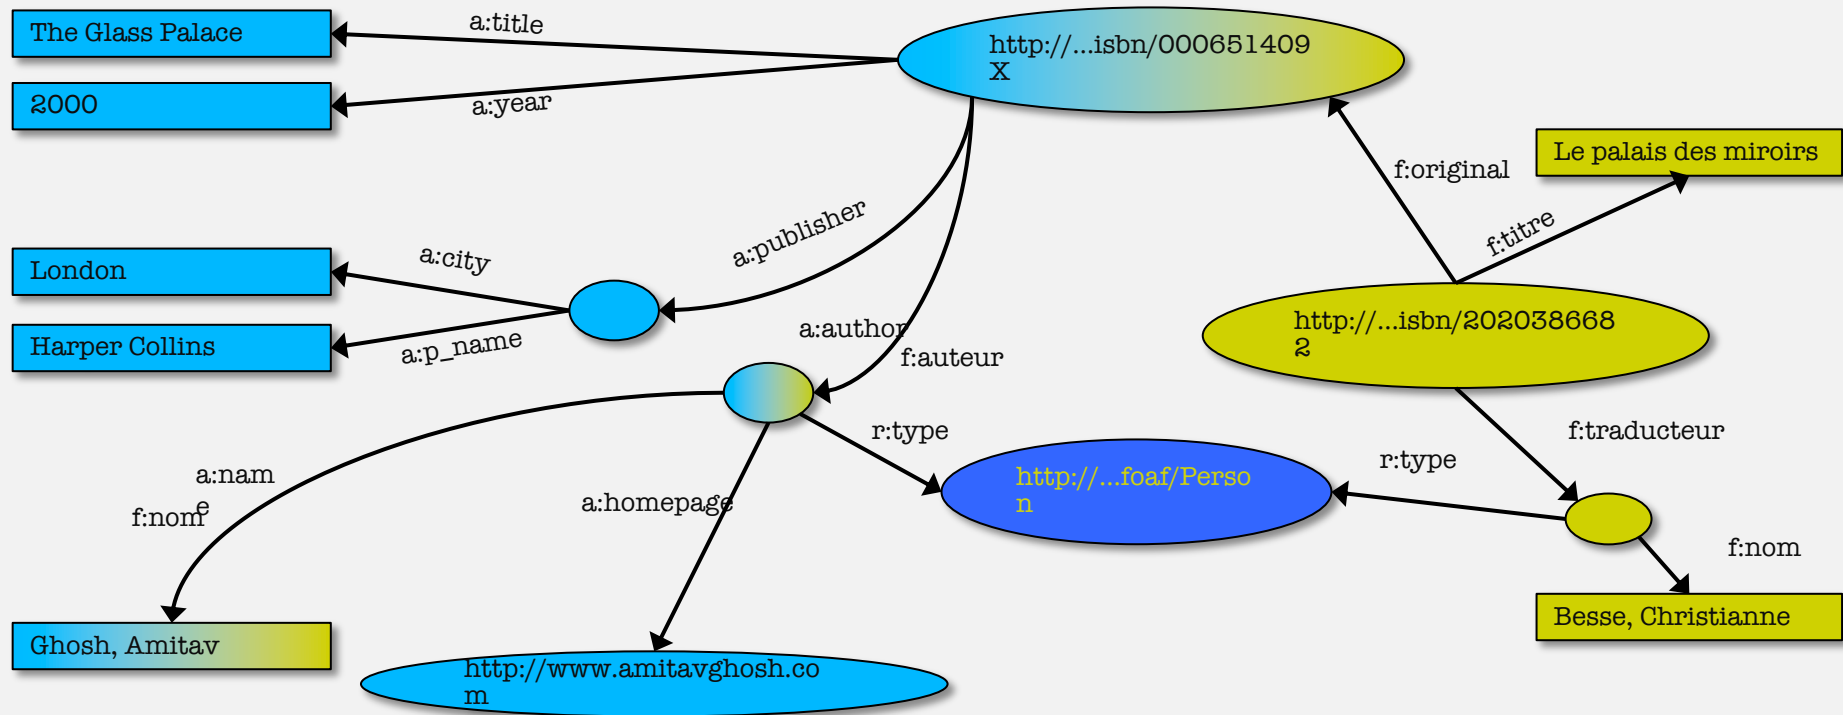 The Glass Palace
a:title
http://...isbn/000651409
X
2000
a:year
Le palais des miroirs
f:original
f:titre
a:publisher
London
a:city
Harper Collins
a:p_name
a:author
f:auteur
http://...isbn/202038668
2
r:type
f:traducteur
r:type
http://...foaf/Perso
n
a:nam
e
f:nom
a:homepage
f:nom
Ghosh, Amitav
Besse, Christianne
http://www.amitavghosh.co
m